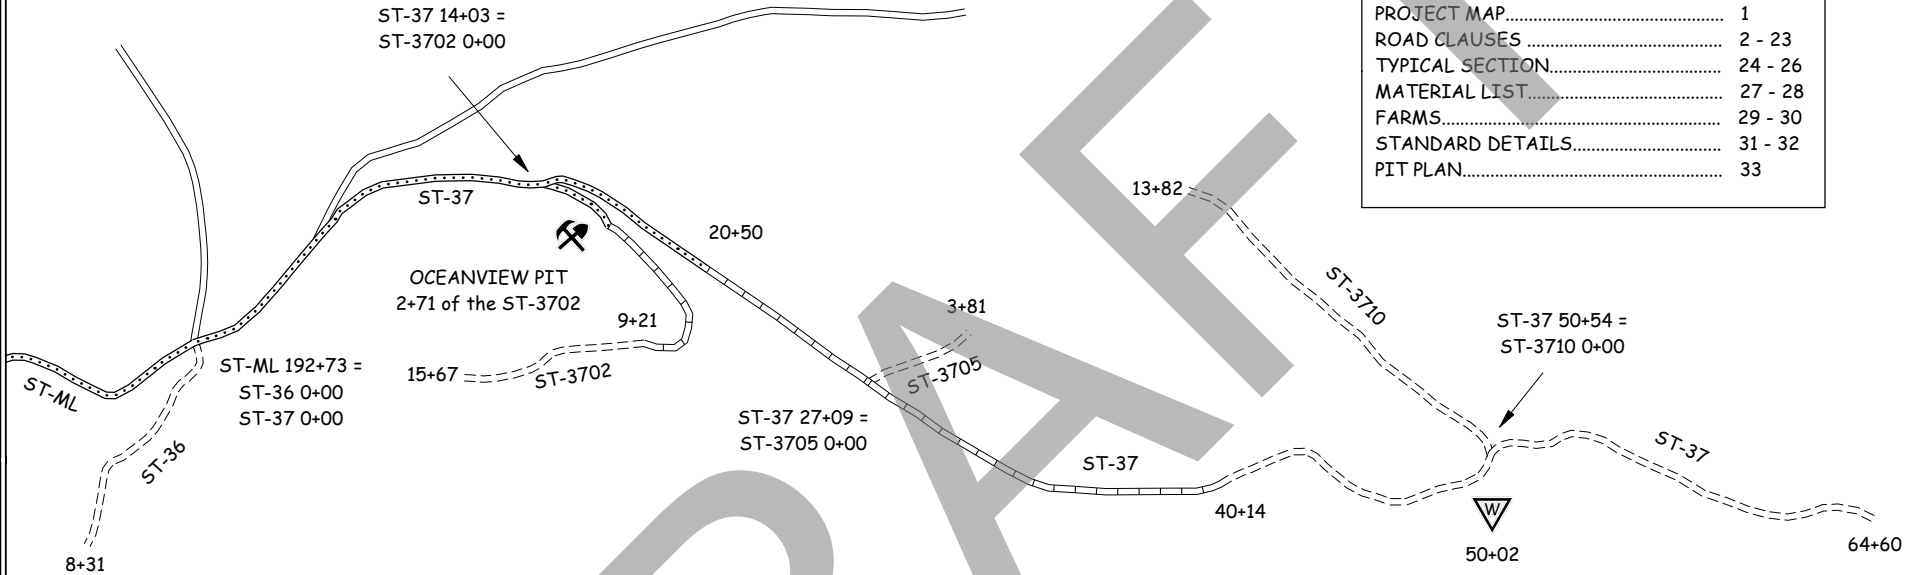 ST-37 14+03 =
ST-3702 0+00
PROJECT MAP.......................................... 1
ROAD CLAUSES ...................................... 2 - 23
TYPICAL SECTION.................................. 24 - 26
MATERIAL LIST...................................... 27 - 28
FARMS..................................................... 29 - 30
STANDARD DETAILS.............................. 31 - 32
PIT PLAN.................................................. 33
ST-37
13+82
20+50
OCEANVIEW PIT
2+71 of the ST-3702
ST-3710
9+21
3+81
ST-37 50+54 =
ST-3710 0+00
ST-ML 192+73 =
ST-36 0+00
ST-37 0+00
15+67
ST-3702
ST-3705
ST-ML
ST-37 27+09 =
ST-3705 0+00
ST-36
ST-37
ST-37
40+14
W
50+02
64+60
8+31
DRAFT